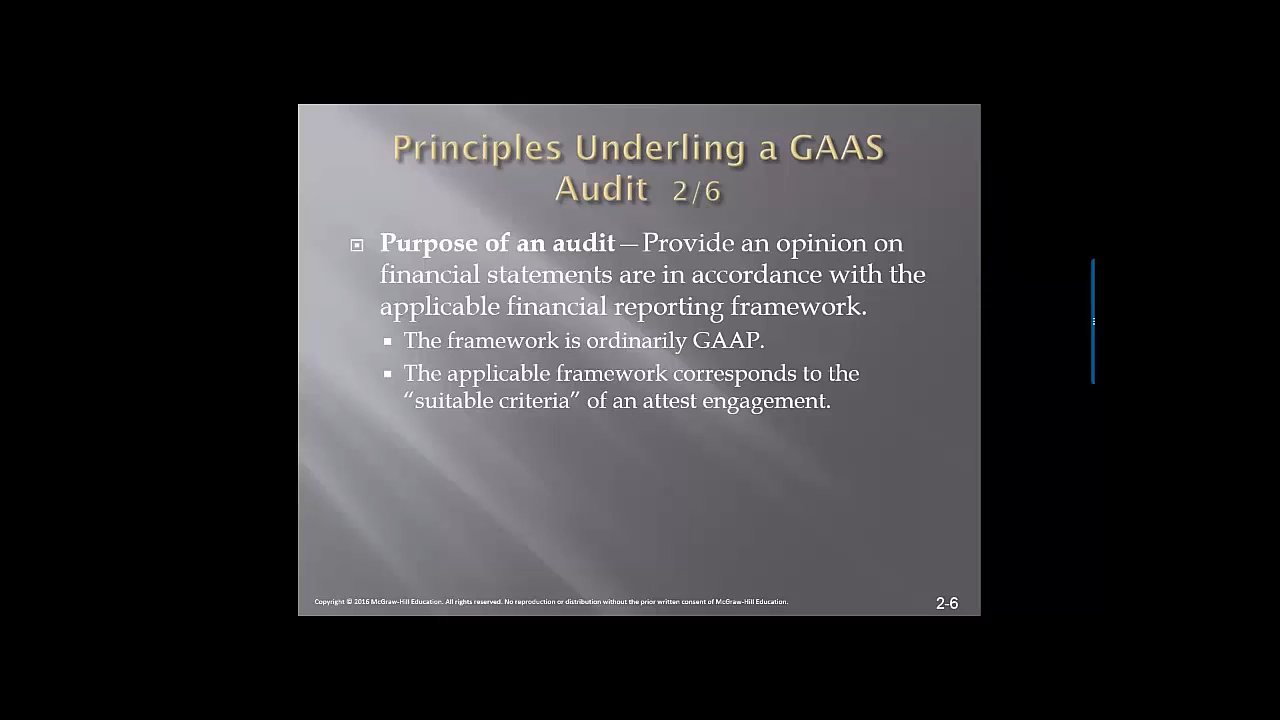 Principles Underling a GAAS
Audit 2/6
Purpose of an audit—Provide an opinion on
financial statements are in accordance with the
applicable financial reporting framework.
The framework is ordinarily GAAP.
The applicable framework corresponds to the
“suitable criteria” of an attest engagement.
Copyright © 2016 McGraw-Hill Education. All rights reserved. No reproduction or distribution without the prior written consent of McGraw-Hill Education.
2-6